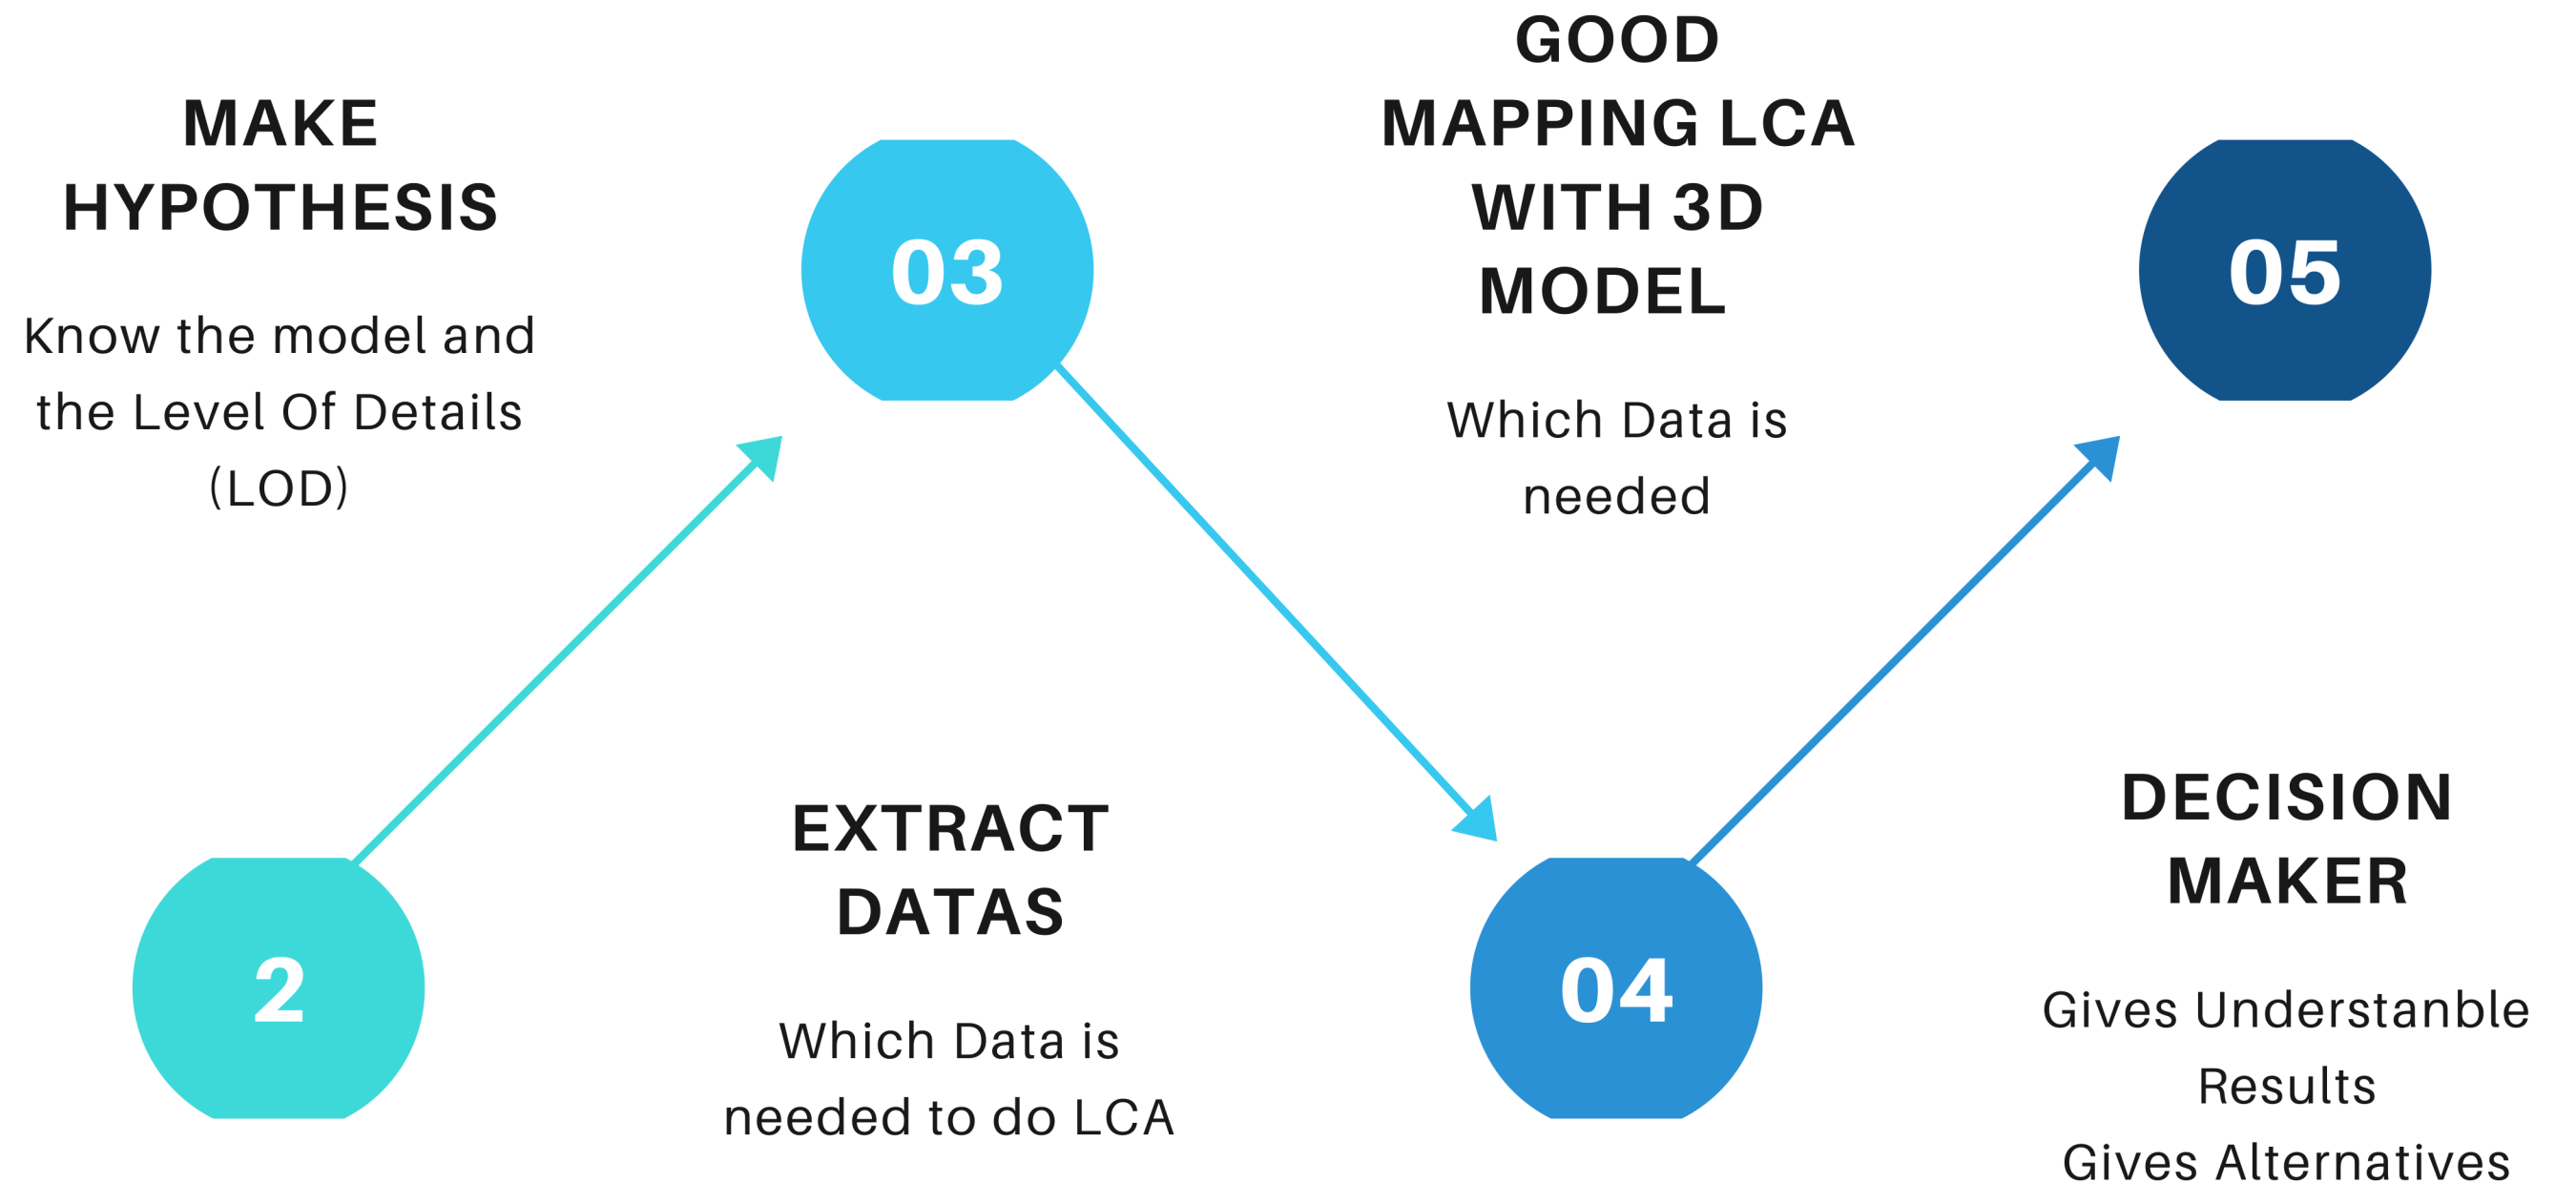 MAKE
HYPOTHESIS
Know the model and
the Level Of Details
(LOD)
2
03
EXTRACT
DATAS
Which Data is
needed to do LCA
GOOD
MAPPING LCA
WITH 3D
MODEL
Which Data is
needed
04
05
DECISION
MAKER
Gives Understanble
Results
Gives Alternatives